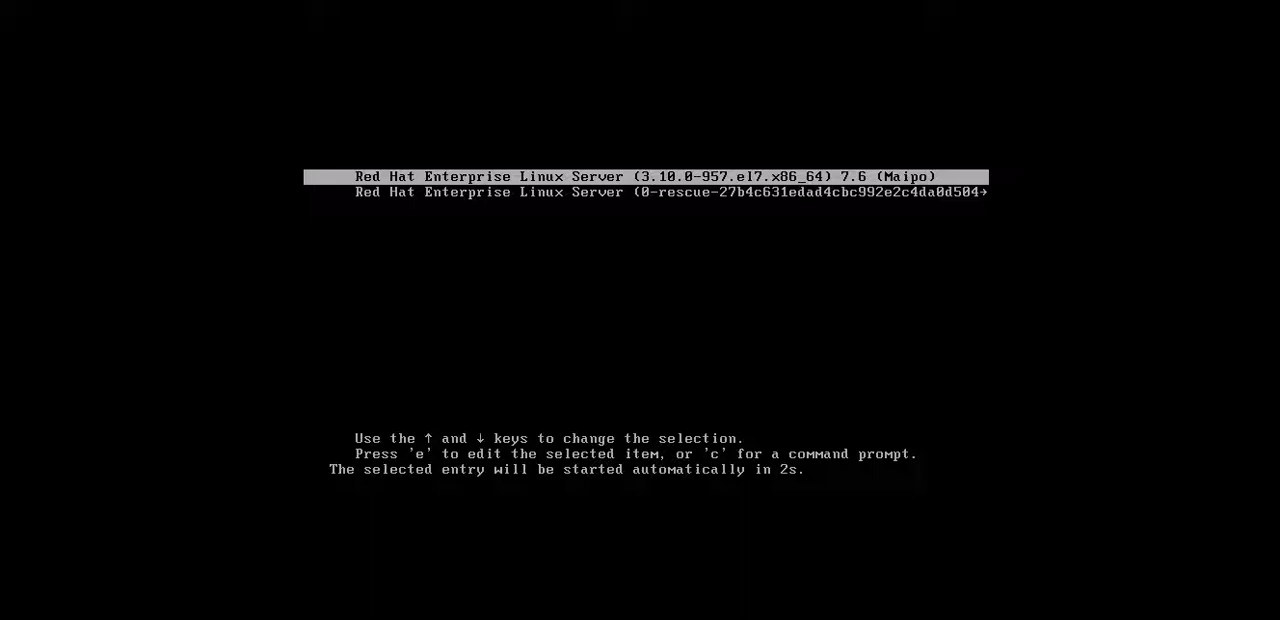 Red Hat Enterprise Linux Server (3.10.0-957.el7.x86_64) 7.6 (Maipo)
Red Hat Enterprise Linux Server (0-rescue-27b4c631edad4cbc992e2c4da0d504→
Use the ↑ and ↓ keys to change the selection.
Press 'e' to edit the selected item, or 'c' for a command prompt.
The selected entry will be started automatically in 2s.